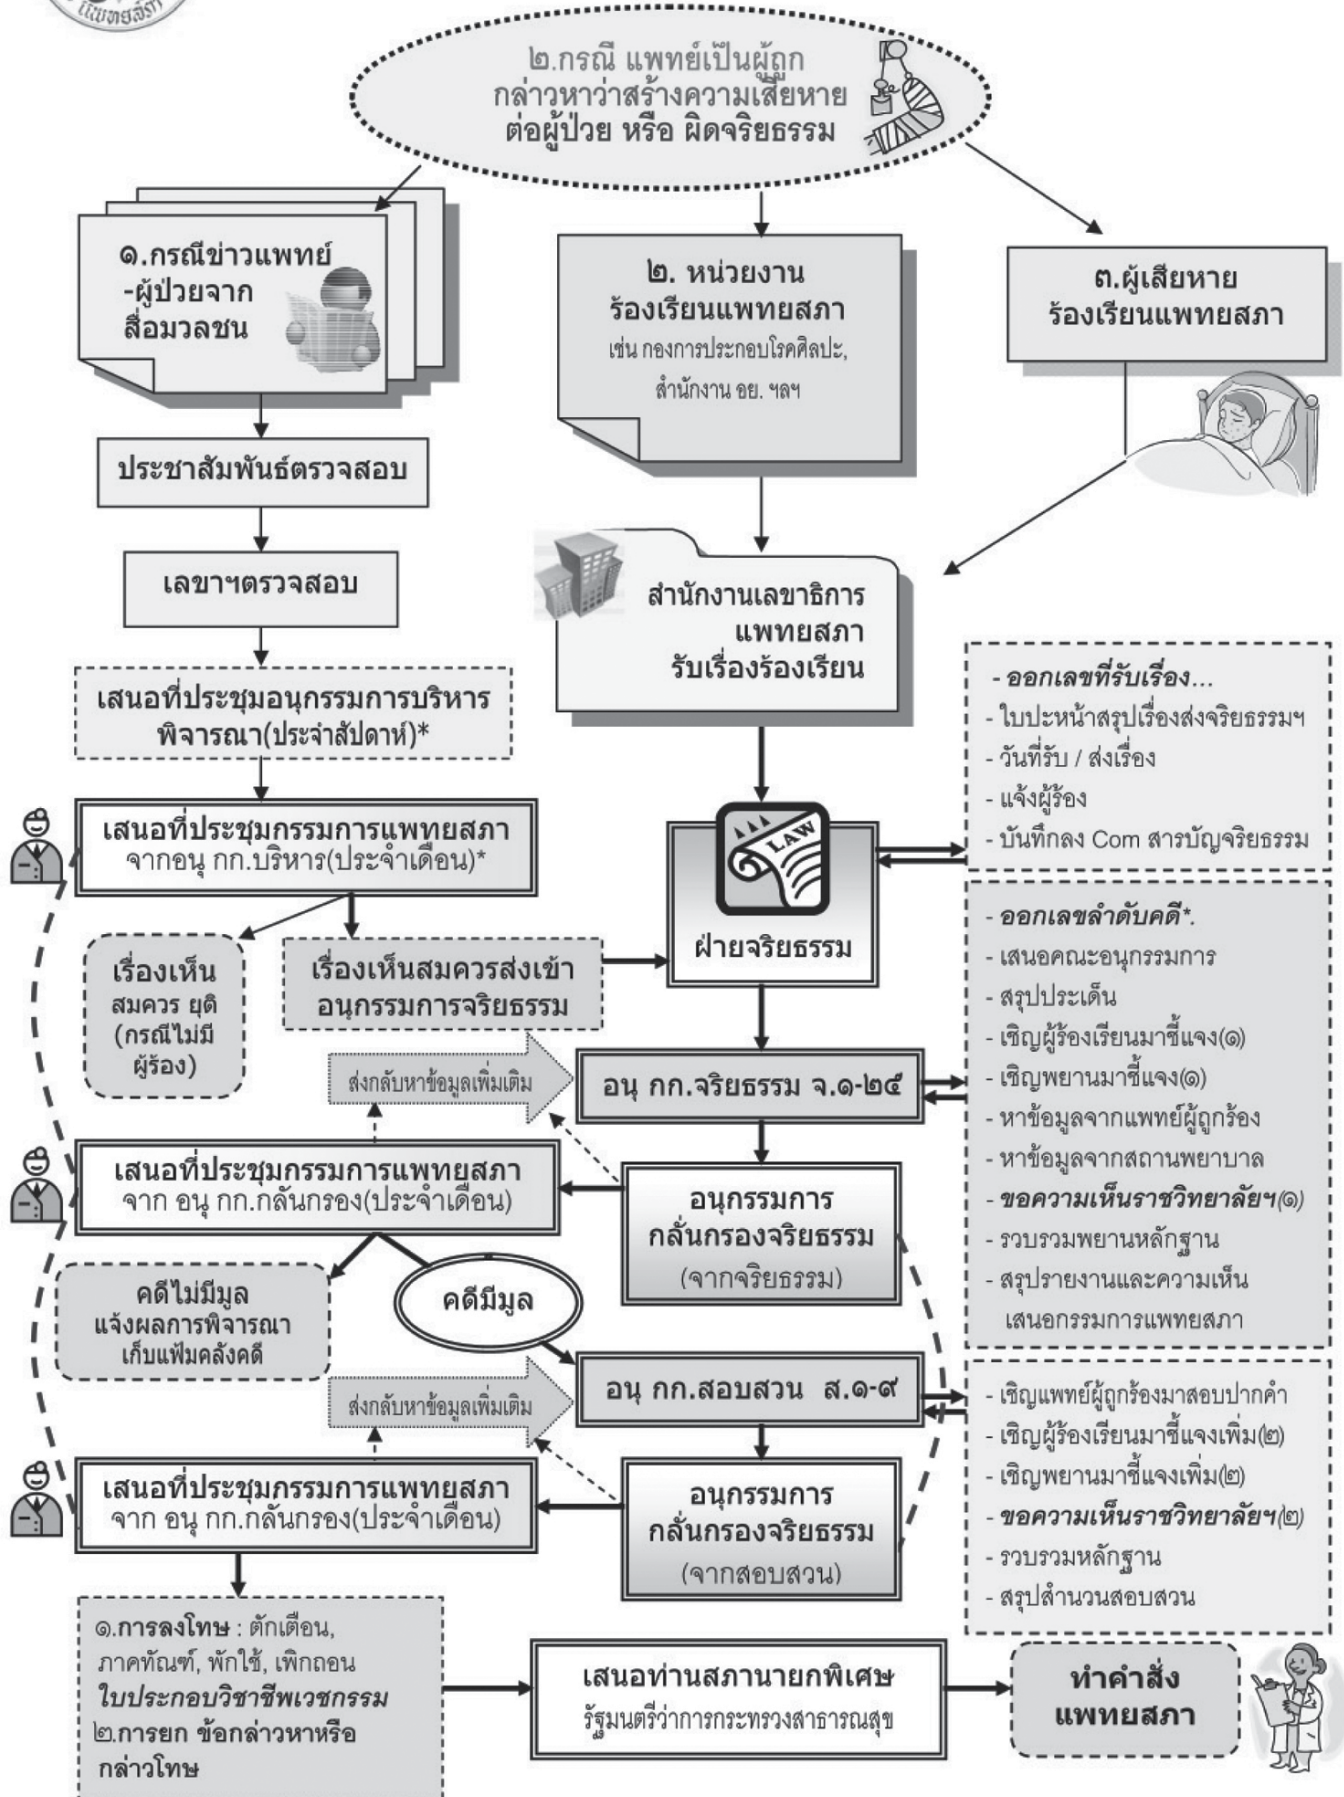 แพทยสภา
๒.กรณี แพทย์เป็นผู้ถูก
กล่าวหาว่าสร้างความเสียหาย
ต่อผู้ป่วย หรือ ผิดจริยธรรม
๑.กรณีข่าวแพทย์
-ผู้ป่วยจาก
สื่อมวลชน
๒. หน่วยงาน
ร้องเรียนแพทยสภา
เช่น กองการประกอบโรคศิลปะ,
สำนักงาน อย. ฯลฯ
๓.ผู้เสียหาย
ร้องเรียนแพทยสภา
ประชาสัมพันธ์ตรวจสอบ
เลขาฯตรวจสอบ
สำนักงานเลขาธิการ
แพทยสภา
รับเรื่องร้องเรียน
เสนอที่ประชุมอนุกรรมการบริหาร
พิจารณา(ประจำสัปดาห์)*
- ออกเลขที่รับเรื่อง...
- ใบปะหน้าสรุปเรื่องส่งจริยธรรมฯ
- วันที่รับ / ส่งเรื่อง
- แจ้งผู้ร้อง
- บันทึกลง Com สารบัญจริยธรรม
เสนอที่ประชุมกรรมการแพทยสภา
จากอนุ กก.บริหาร(ประจำเดือน)*
LAW
ฝ่ายจริยธรรม
เรื่องเห็น
สมควร ยุติ
(กรณีไม่มี
ผู้ร้อง)
เรื่องเห็นสมควรส่งเข้า
อนุกรรมการจริยธรรม
- ออกเลขลำดับคดี*.
- เสนอคณะอนุกรรมการ
- สรุปประเด็น
- เชิญผู้ร้องเรียนมาชี้แจง(๑)
- เชิญพยานมาชี้แจง(๑)
- หาข้อมูลจากแพทย์ผู้ถูกร้อง
- หาข้อมูลจากสถานพยาบาล
- ขอความเห็นราชวิทยาลัยฯ(๑)
- รวบรวมพยานหลักฐาน
- สรุปรายงานและความเห็น
เสนอกรรมการแพทยสภา
ส่งกลับหาข้อมูลเพิ่มเติม
อนุ กก.จริยธรรม จ.๑-๒๕
เสนอที่ประชุมกรรมการแพทยสภา
จาก อนุ กก.กลั่นกรอง(ประจำเดือน)
อนุกรรมการ
กลั่นกรองจริยธรรม
(จากจริยธรรม)
คดีไม่มีมูล
แจ้งผลการพิจารณา
เก็บแฟ้มคลังคดี
คดีมีมูล
ส่งกลับหาข้อมูลเพิ่มเติม
อนุ กก.สอบสวน ส.๑-๙
- เชิญแพทย์ผู้ถูกร้องมาสอบปากคำ
- เชิญผู้ร้องเรียนมาชี้แจงเพิ่ม(๒)
- เชิญพยานมาชี้แจงเพิ่ม(๒)
- ขอความเห็นราชวิทยาลัยฯ(๒)
- รวบรวมหลักฐาน
- สรุปสำนวนสอบสวน
เสนอที่ประชุมกรรมการแพทยสภา
จาก อนุ กก.กลั่นกรอง(ประจำเดือน)
อนุกรรมการ
กลั่นกรองจริยธรรม
(จากสอบสวน)
๑.การลงโทษ : ตักเตือน,
ภาคทัณฑ์, พักใช้, เพิกถอน
ใบประกอบวิชาชีพเวชกรรม
๒.การยก ข้อกล่าวหาหรือ
กล่าวโทษ
เสนอท่านสภานายกพิเศษ
รัฐมนตรีว่าการกระทรวงสาธารณสุข
ทำคำสั่ง
แพทยสภา